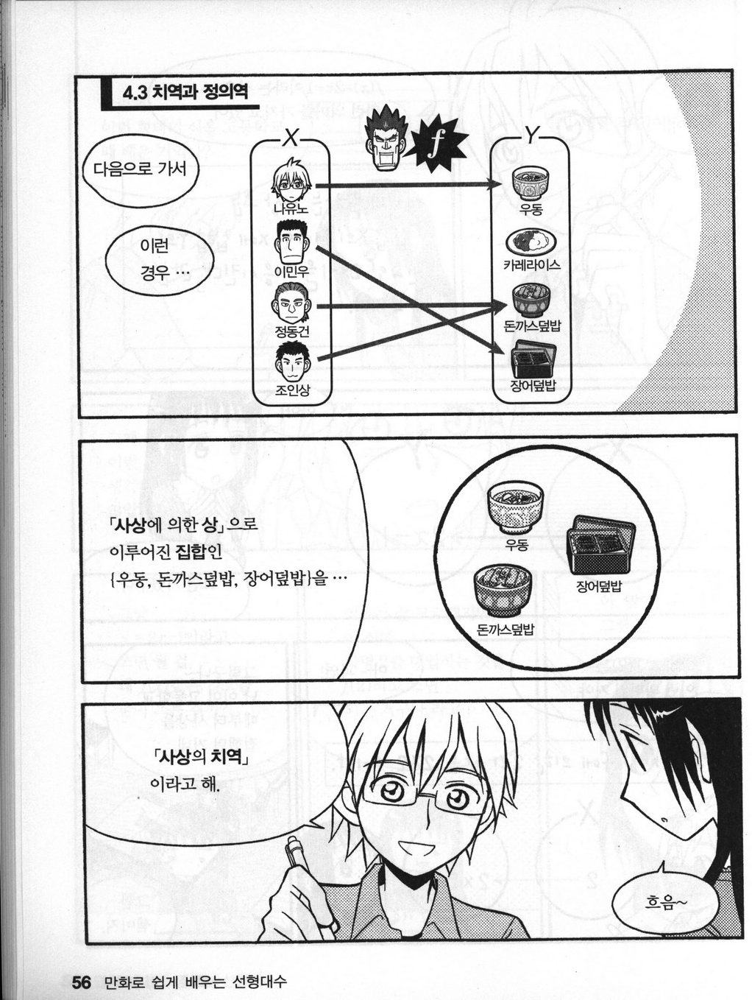 4.3 치역과 정의역
다음으로 가서
이런
경우 …
X
나유노
이민우
정동건
조인상
f
Y
우동
카레라이스
돈까스덮밥
장어덮밥
「사상에 의한 상」으로
이루어진 집합인
{우동, 돈까스덮밥, 장어덮밥}을 …
우동
장어덮밥
돈까스덮밥
「사상의 치역」
이라고 해.
흐음~
56 만화로 쉽게 배우는 선형대수